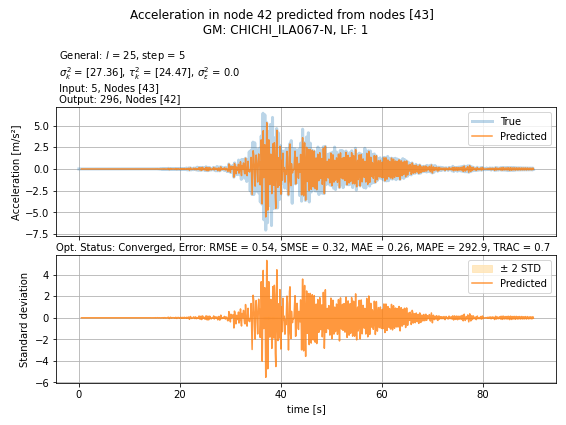 Acceleration in node 42 predicted from nodes [43]
GM: CHICHI_ILA067-N, LF: 1
General: l = 25, step = 5
σ²ₖ = [27.36], τ²ₖ = [24.47], σ²ε = 0.0
Input: 5, Nodes [43]
Output: 296, Nodes [42]
Acceleration [m/s²]
5.0
2.5
0.0
−2.5
−5.0
−7.5
True
Predicted
Opt. Status: Converged, Error: RMSE = 0.54, SMSE = 0.32, MAE = 0.26, MAPE = 292.9, TRAC = 0.7
Standard deviation
4
2
0
−2
−4
−6
± 2 STD
Predicted
0 20 40 60 80
time [s]